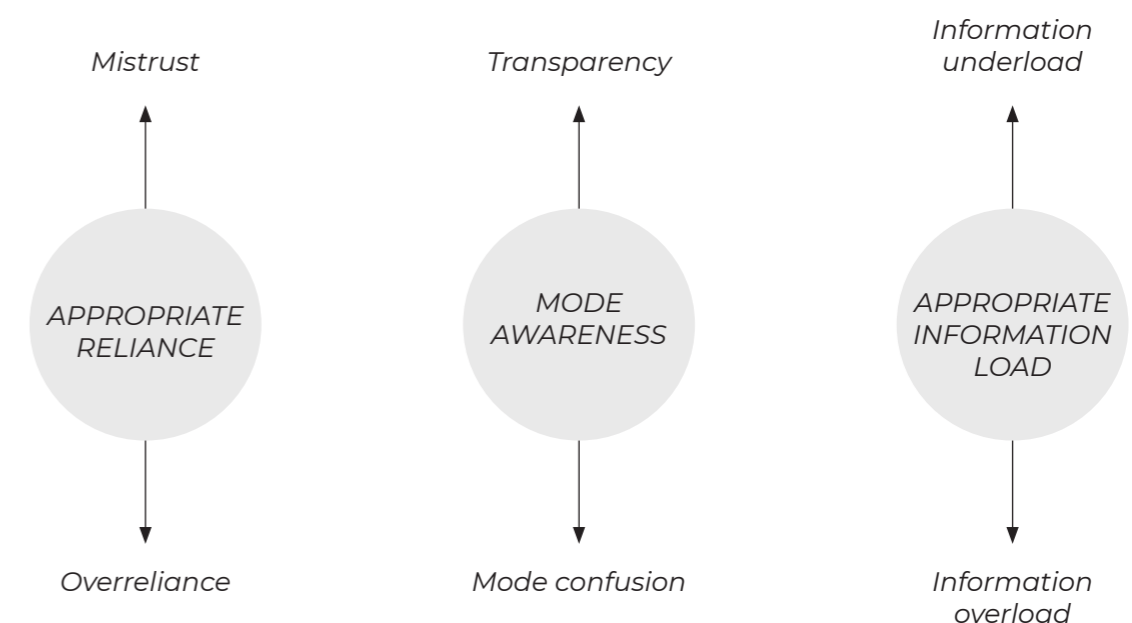 Mistrust
APPROPRIATE
RELIANCE
Overreliance
Transparency
MODE
AWARENESS
Mode confusion
Information
underload
APPROPRIATE
INFORMATION
LOAD
Information
overload